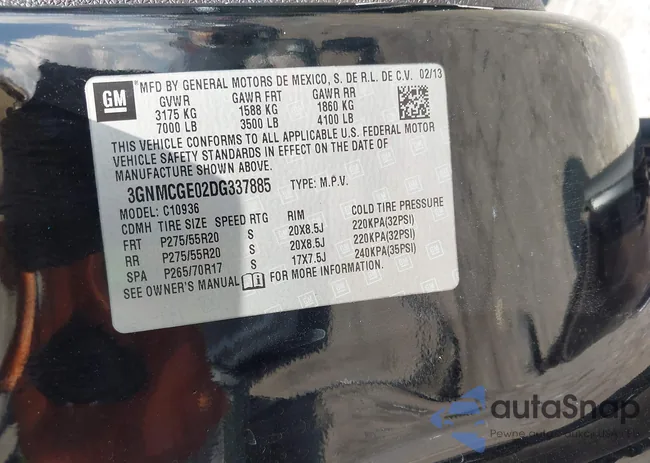 GM
MFD BY GENERAL MOTORS DE MEXICO, S. DE R.L. DE C.V. 02/13
GVWR GAWR FRT GAWR RR
3175 KG 1588 KG 1860 KG
7000 LB 3500 LB 4100 LB
THIS VEHICLE CONFORMS TO ALL APPLICABLE U.S. FEDERAL MOTOR
VEHICLE SAFETY STANDARDS IN EFFECT ON THE DATE OF
MANUFACTURE SHOWN ABOVE.
3GNMCGE02DG337885 TYPE: M.P.V.
MODEL: C10936
CDMH TIRE SIZE SPEED RTG RIM COLD TIRE PRESSURE
FRT P275/55R20 S 20X8.5J 220KPA(32PSI)
RR P275/55R20 S 20X8.5J 220KPA(32PSI)
SPA P265/70R17 S 17X7.5J 240KPA(35PSI)
SEE OWNER'S MANUAL FOR MORE INFORMATION.
autaSnap